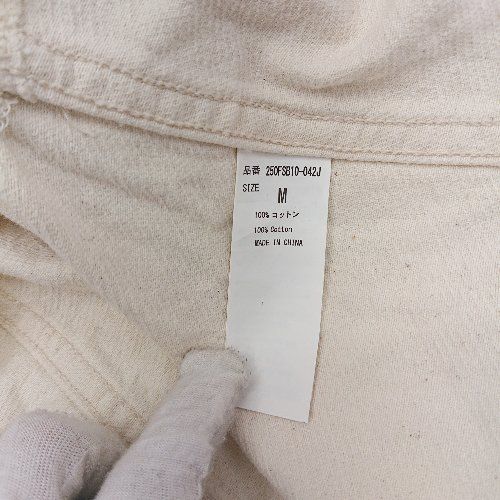 品番 250FSB10-042J
SIZE M
100% コットン
100% Cotton
MADE IN CHINA